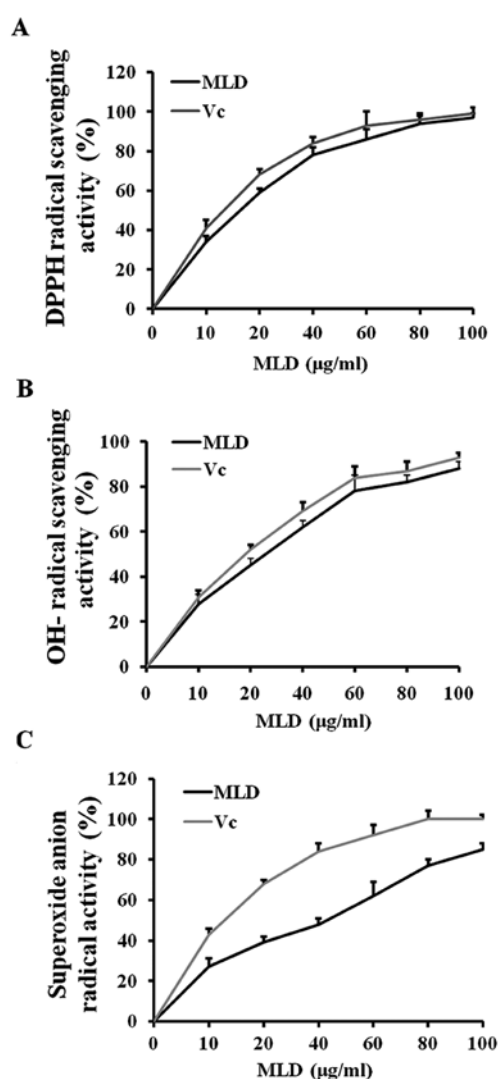 A
DPPH radical scavenging
activity (%)
120
100
80
60
40
20
0
MLD
Vc
0 10 20 40 60 80 100
MLD (μg/ml)
B
OH- radical scavenging
activity (%)
100
80
60
40
20
0
MLD
Vc
0 10 20 40 60 80 100
MLD (μg/ml)
C
Superoxide anion
radical activity (%)
120
100
80
60
40
20
0
MLD
Vc
0 10 20 40 60 80 100
MLD (μg/ml)